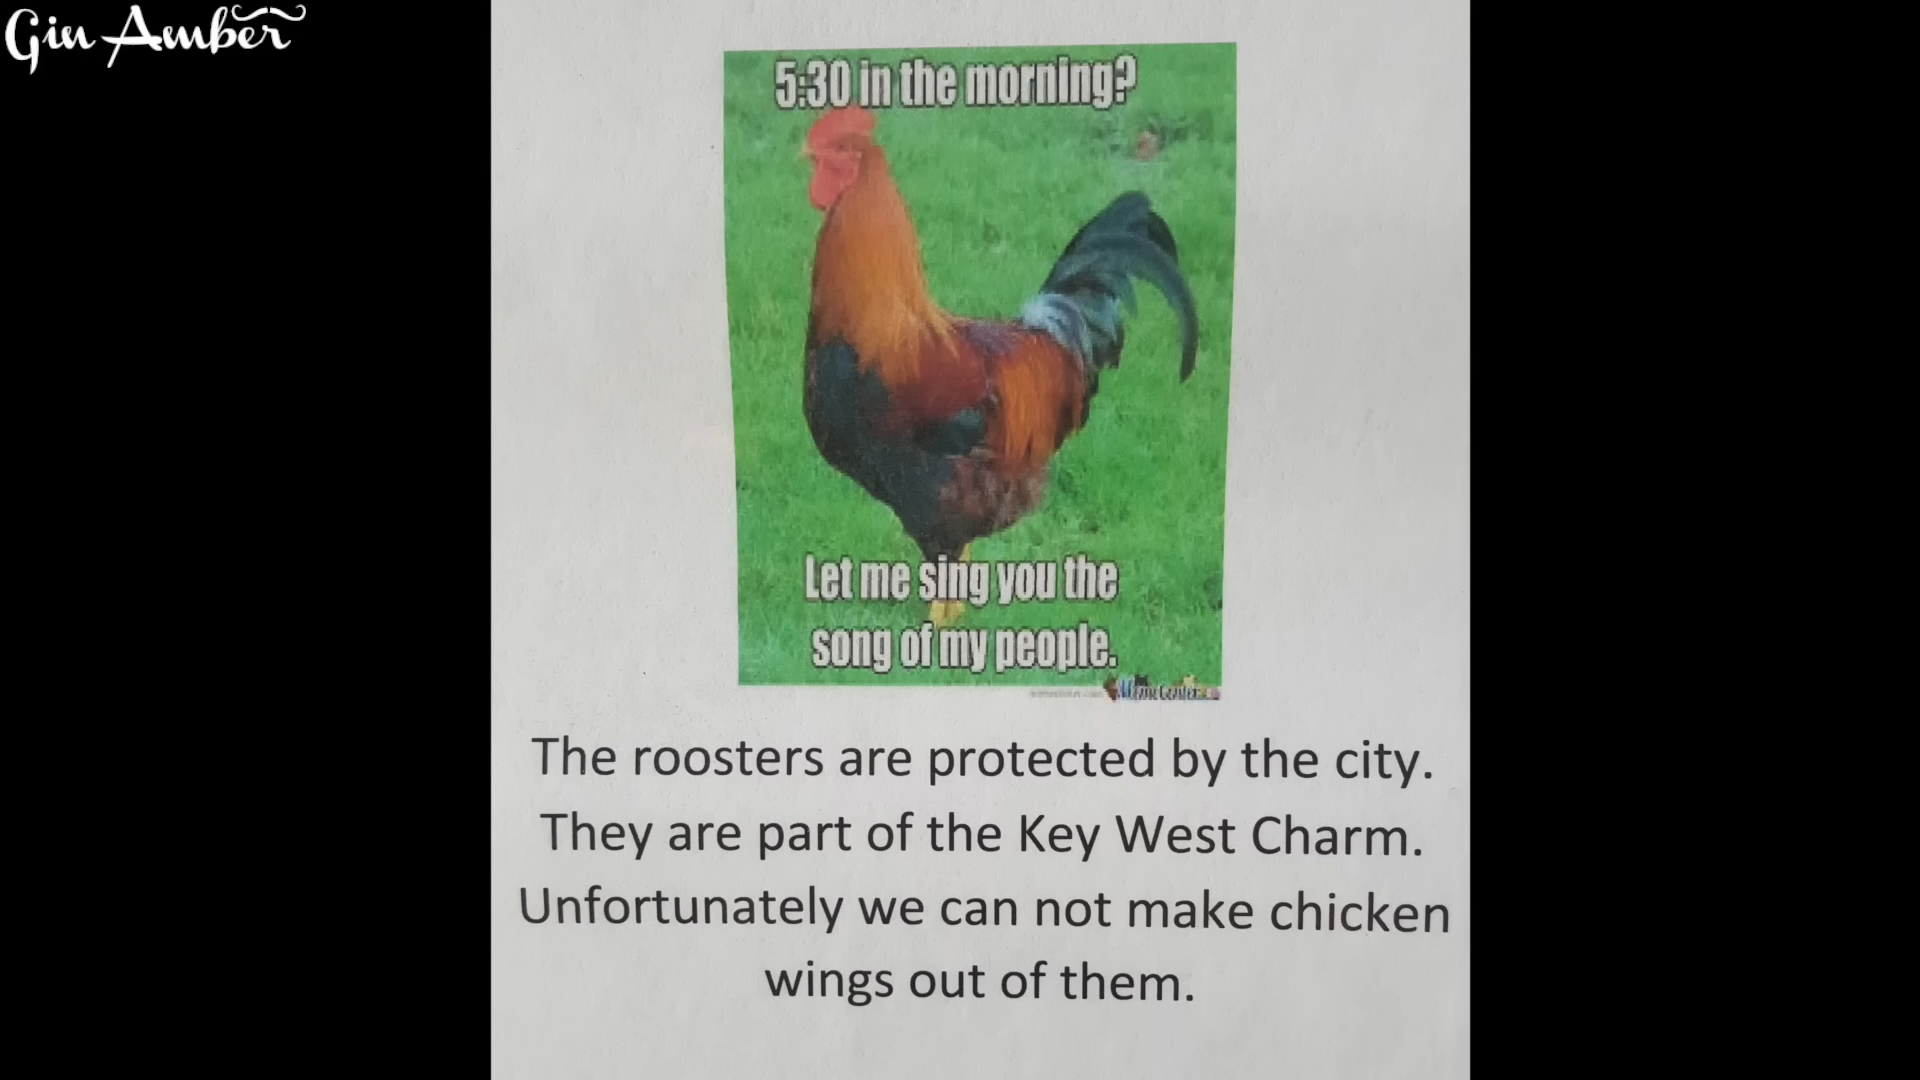 Gin Amber
5:30 in the morning?
Let me sing you the
song of my people.
The roosters are protected by the city.
They are part of the Key West Charm.
Unfortunately we can not make chicken
wings out of them.